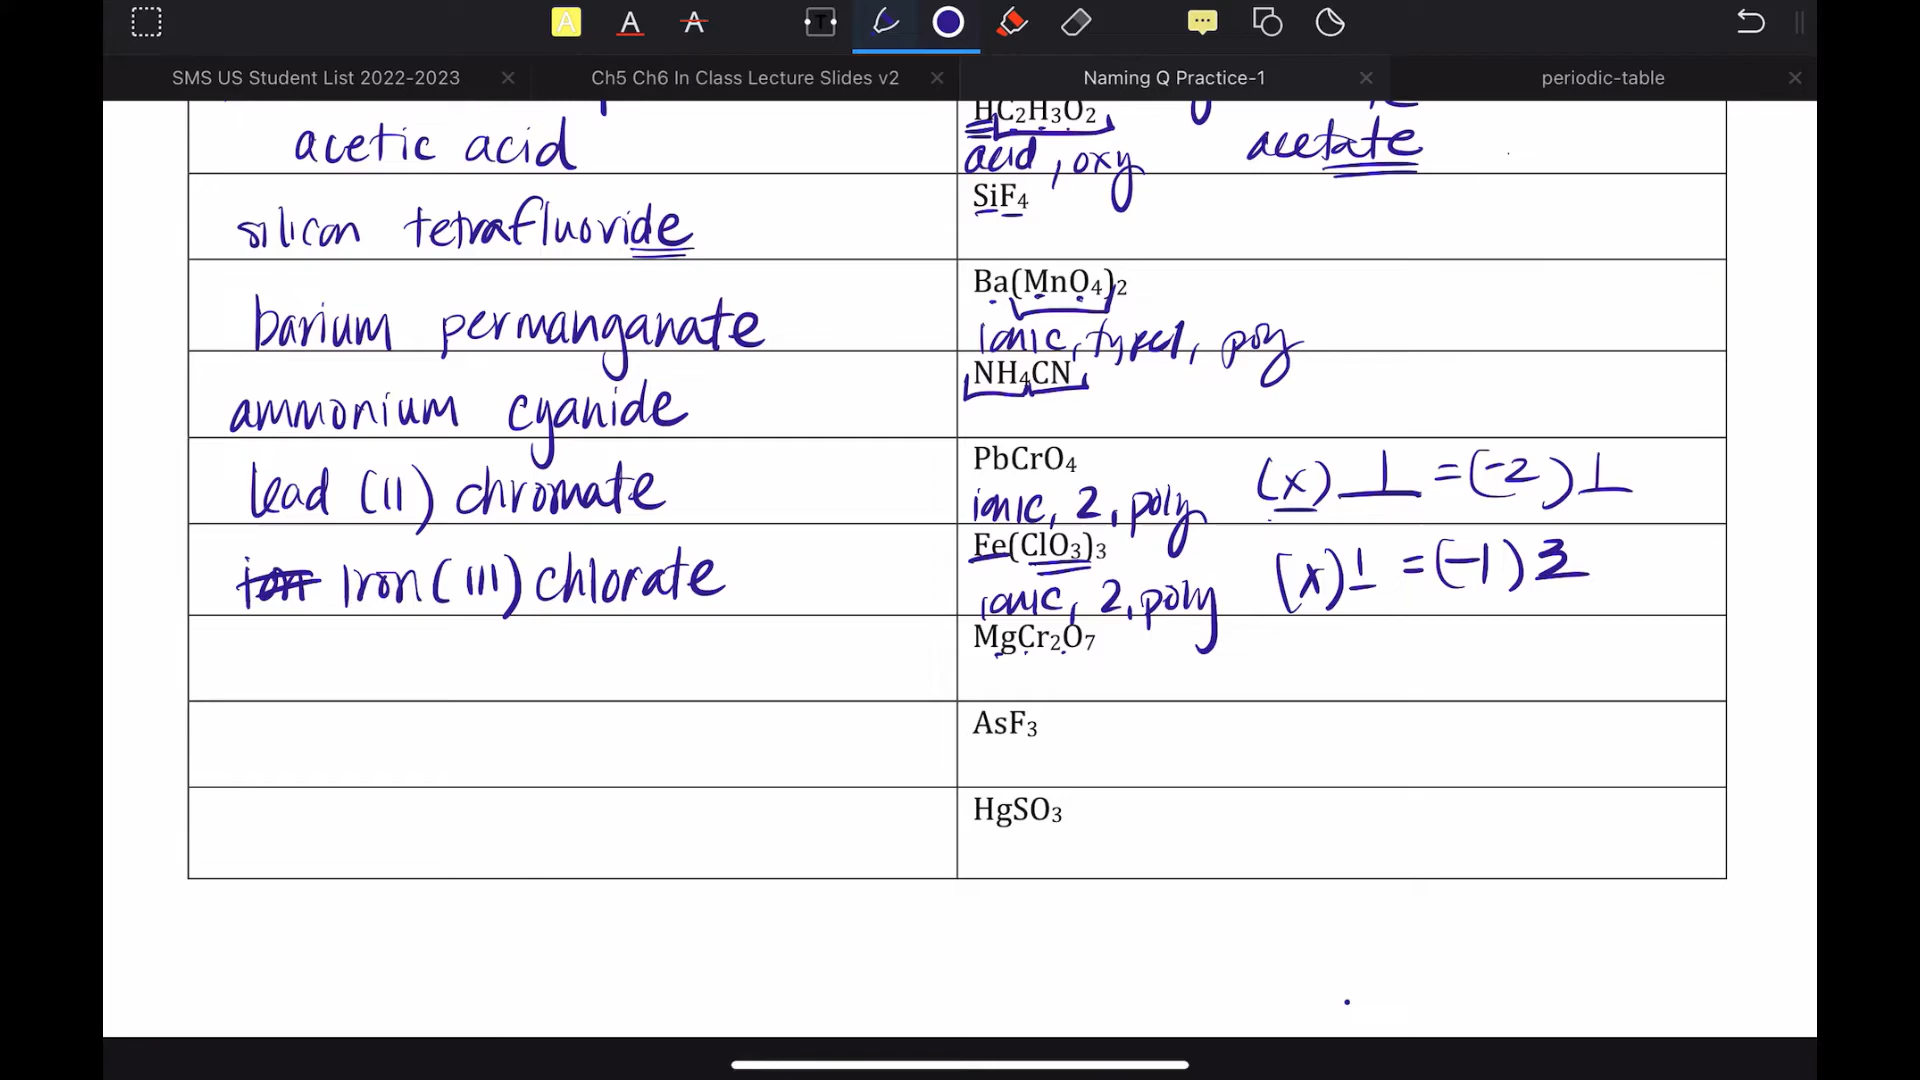 SMS US Student List 2022-2023
Ch5 Ch6 In Class Lecture Slides v2
Naming Q Practice-1
periodic-table
acetic acid
HC₂H₃O₂
acid, oxy
acetate
silicon tetrafluoride
SiF₄
barium permanganate
Ba(MnO₄)₂
ionic, type1, poly
ammonium cyanide
NH₄CN
lead (II) chromate
PbCrO₄
ionic, 2, poly
(x) 1 = (-2) 1
Iron (III) chlorate
Fe(ClO₃)₃
ionic, 2, poly
(x) 1 = (-1) 3
MgCr₂O₇
AsF₃
HgSO₃